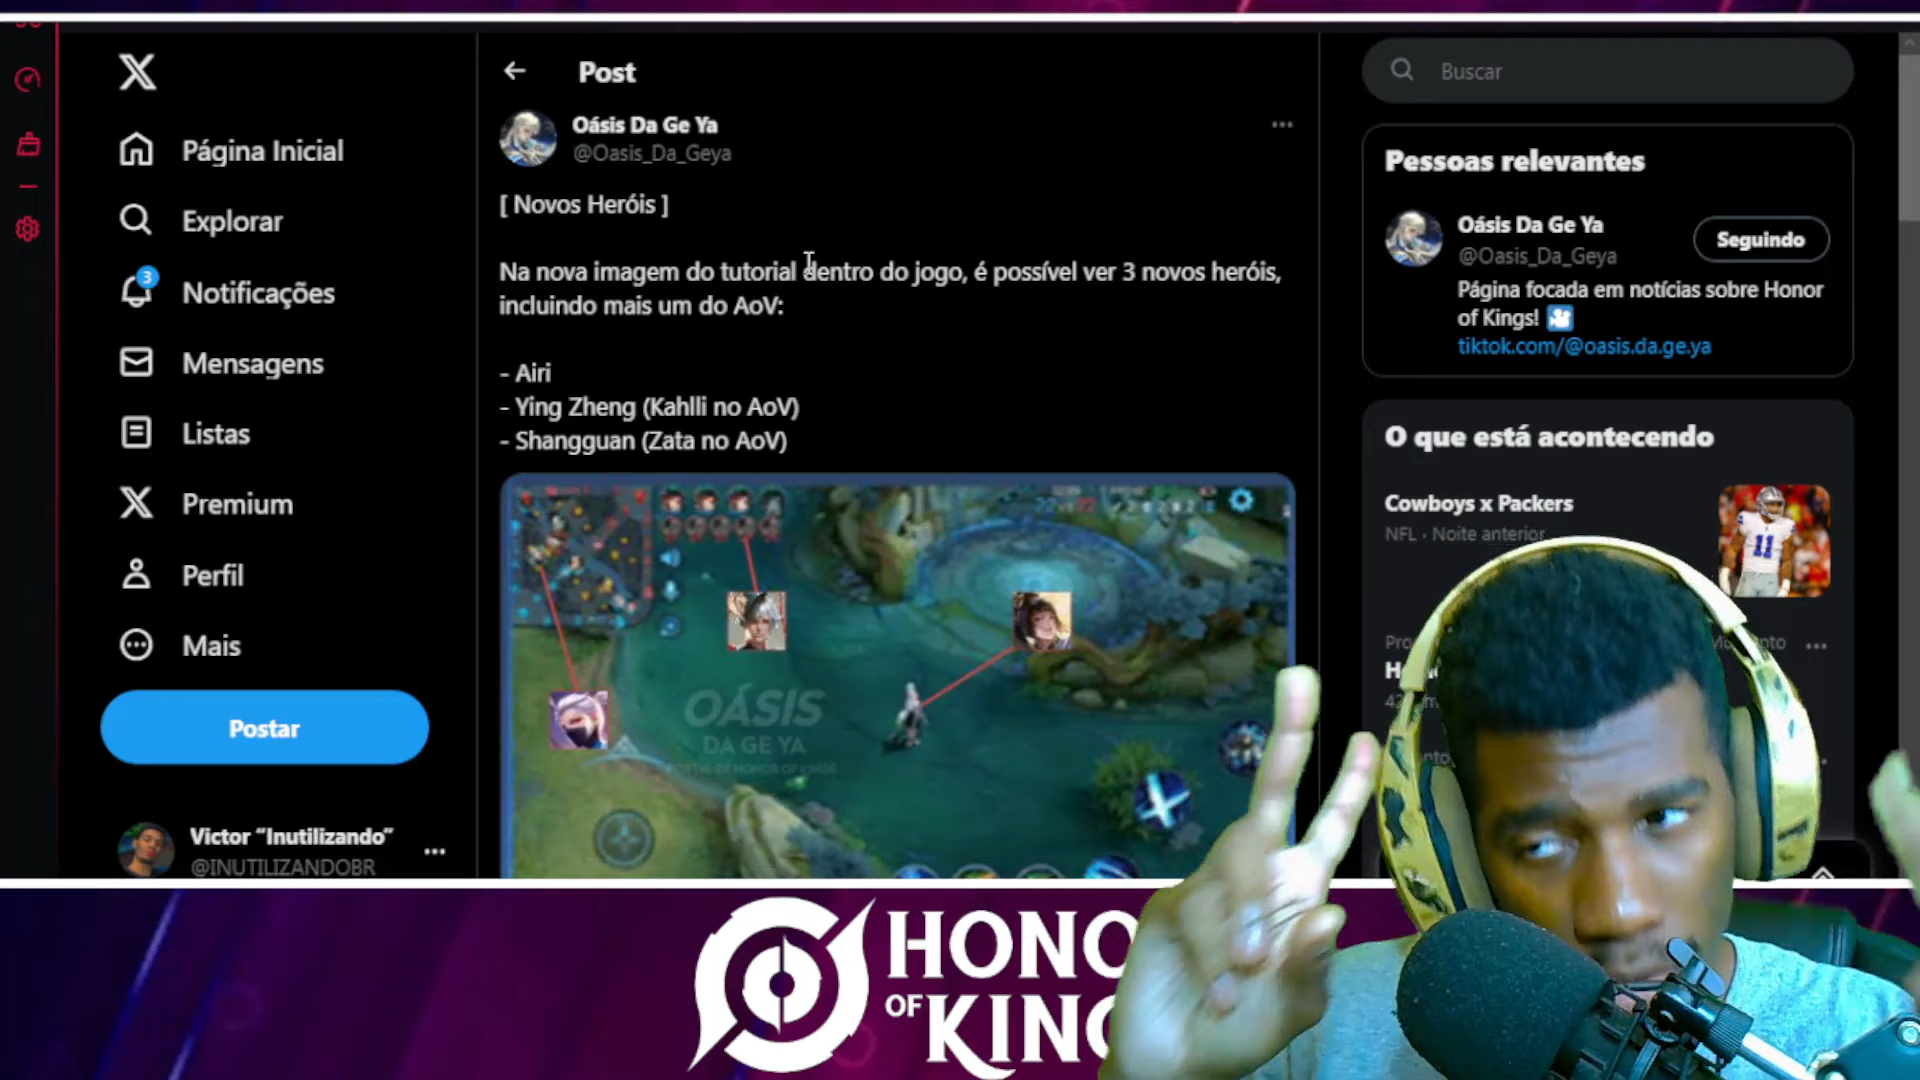 Página Inicial
Explorar
3
Notificações
Mensagens
Listas
Premium
Perfil
Mais
Postar
Victor “Inutilizando”
@INUTILIZANDOBR
Post
Oásis Da Ge Ya
@Oasis_Da_Geya
[ Novos Heróis ]
Na nova imagem do tutorial dentro do jogo, é possível ver 3 novos heróis,
incluindo mais um do AoV:
- Airi
- Ying Zheng (Kahlli no AoV)
- Shangguan (Zata no AoV)
OÁSIS
DA GE YA
Buscar
Pessoas relevantes
Oásis Da Ge Ya
Seguindo
@Oasis_Da_Geya
Página focada em notícias sobre Honor
of Kings!
tiktok.com/@oasis.da.ge.ya
O que está acontecendo
Cowboys x Packers
NFL · Noite anterior
11
HONO
OF KING